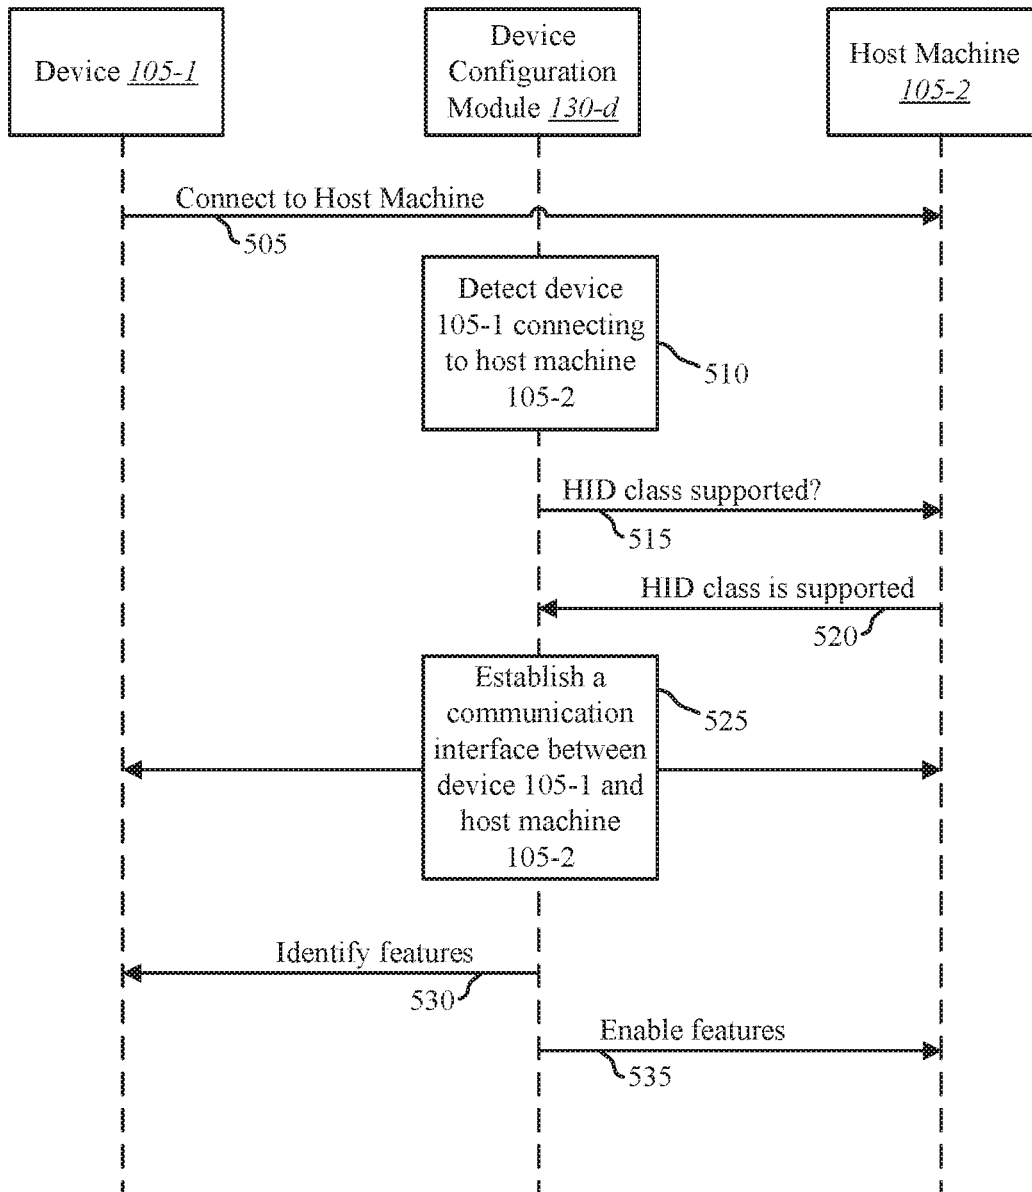 Device 105-1
Device
Configuration
Module 130-d
Host Machine
105-2
Connect to Host Machine
505
Detect device
105-1 connecting
to host machine
105-2
510
HID class supported?
515
HID class is supported
520
Establish a
communication
interface between
device 105-1 and
host machine
105-2
525
Identify features
530
Enable features
535